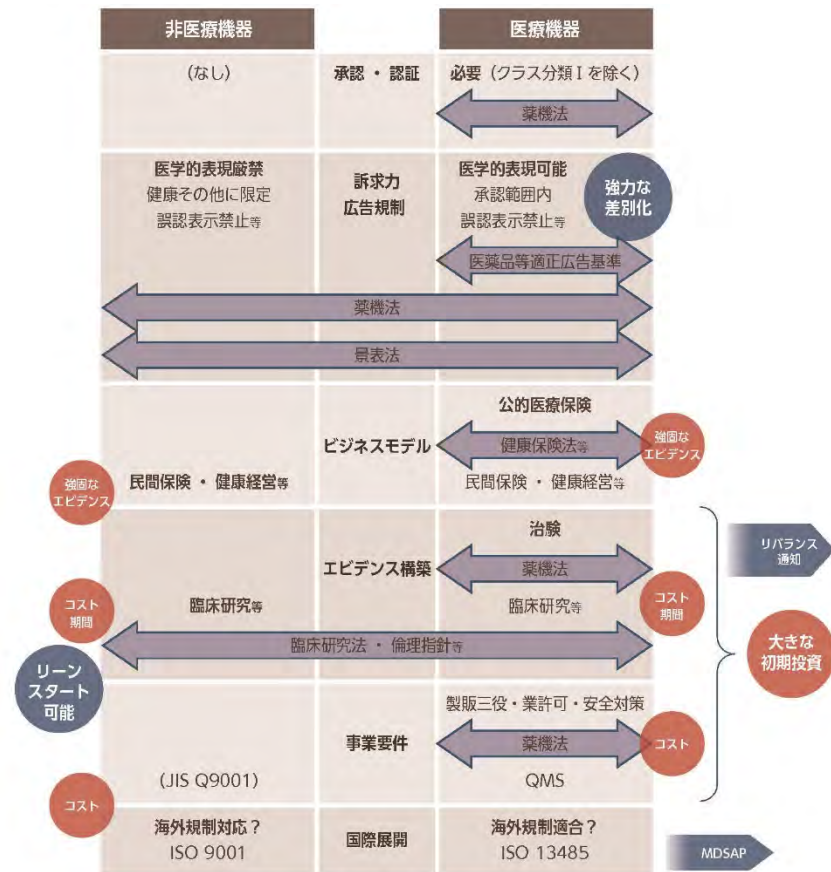 非医療機器
医療機器
(なし)
承認・認証
必要(クラス分類Ⅰを除く)
薬機法
医学的表現厳禁
健康その他に限定
誤認表示禁止等
訴求力
広告規制
医学的表現可能
承認範囲内
誤認表示禁止等
強力な
差別化
医薬品等適正広告基準
薬機法
景表法
ビジネスモデル
公的医療保険
健康保険法等
強固な
エビデンス
民間保険・健康経営等
民間保険・健康経営等
強固な
エビデンス
エビデンス構築
治験
薬機法
リバランス
通知
臨床研究等
臨床研究等
コスト
期間
コスト
期間
臨床研究法・倫理指針等
大きな
初期投資
リーン
スタート
可能
事業要件
製販三役・業許可・安全対策
薬機法
コスト
(JIS Q9001)
QMS
コスト
海外規制対応?
ISO 9001
国際展開
海外規制適合?
ISO 13485
MDSAP